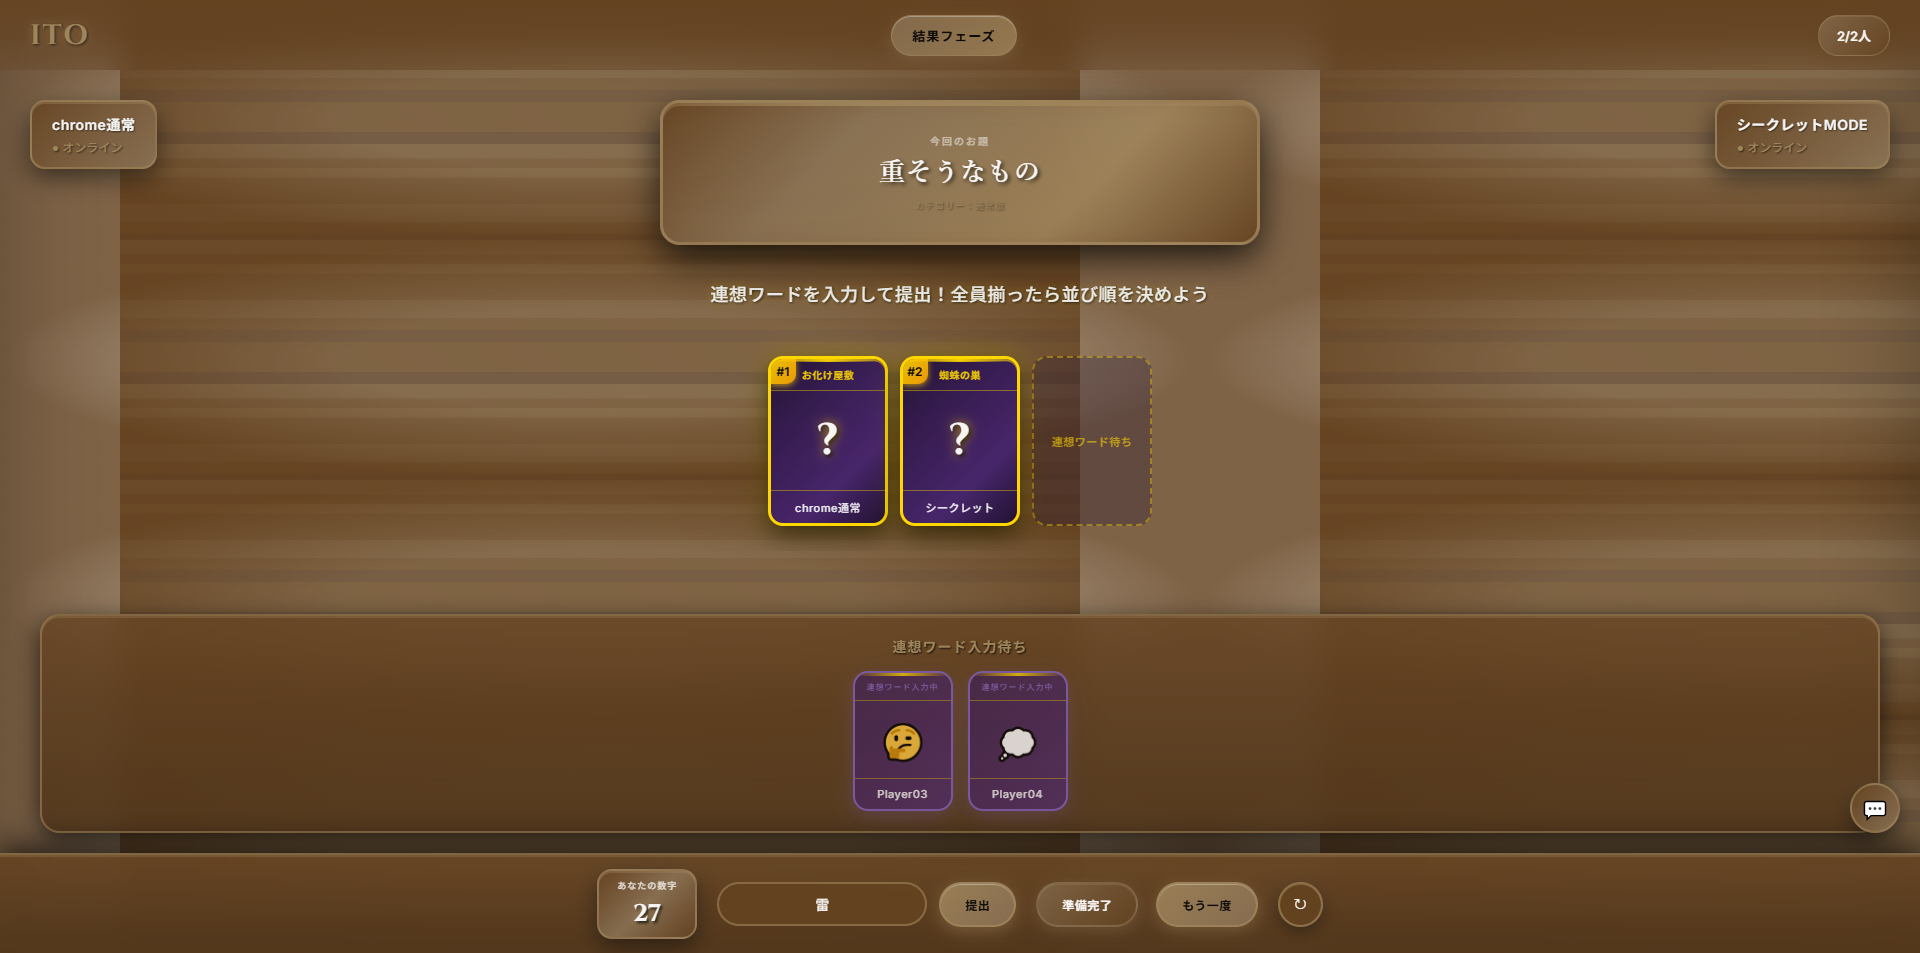 ITO
結果フェーズ
2/2人
chrome通常
● オンライン
シークレットMODE
● オンライン
今回のお題
重そうなもの
カテゴリー：通常版
連想ワードを入力して提出！全員揃ったら並び順を決めよう
#1 お化け屋敷
?
chrome通常
#2 蜘蛛の巣
?
シークレット
連想ワード待ち
連想ワード入力待ち
連想ワード入力中
Player03
連想ワード入力中
Player04
あなたの数字
27
雷
提出
準備完了
もう一度
↻